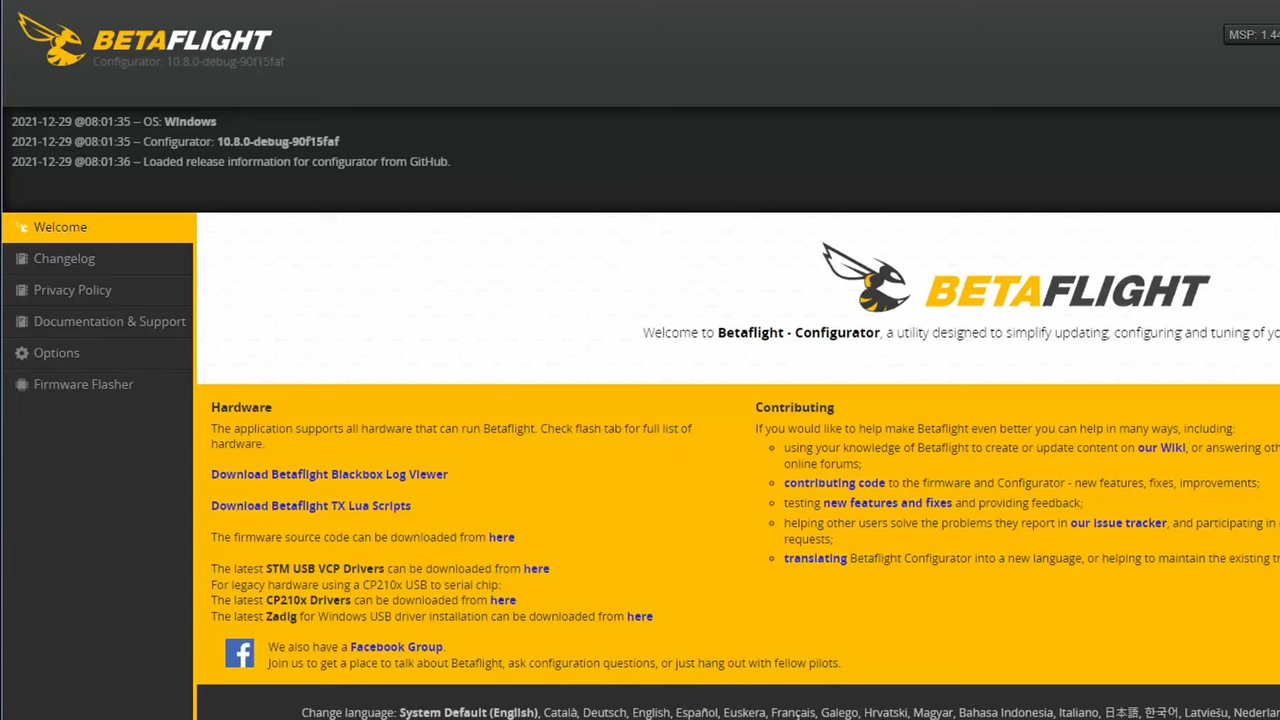 BETAFLIGHT
Configurator: 10.8.0-debug-90f15faf
MSP: 1.44
2021-12-29 @08:01:35 -- OS: Windows
2021-12-29 @08:01:35 -- Configurator: 10.8.0-debug-90f15faf
2021-12-29 @08:01:36 -- Loaded release information for configurator from GitHub.
Welcome
Changelog
Privacy Policy
Documentation & Support
Options
Firmware Flasher
BETAFLIGHT
Welcome to Betaflight - Configurator, a utility designed to simplify updating, configuring and tuning of
Hardware
The application supports all hardware that can run Betaflight. Check flash tab for full list of
hardware.
Download Betaflight Blackbox Log Viewer
Download Betaflight TX Lua Scripts
The firmware source code can be downloaded from here
The latest STM USB VCP Drivers can be downloaded from here
For legacy hardware using a CP210x USB to serial chip:
The latest CP210x Drivers can be downloaded from here
The latest Zadig for Windows USB driver installation can be downloaded from here
We also have a Facebook Group.
Join us to get a place to talk about Betaflight, ask configuration questions, or just hang out with fellow pilots.
Contributing
If you would like to help make Betaflight even better you can help in many ways, including:
using your knowledge of Betaflight to create or update content on our Wiki, or answering
online forums;
contributing code to the firmware and Configurator - new features, fixes, improvements;
testing new features and fixes and providing feedback;
helping other users solve the problems they report in our issue tracker, and participating in
requests;
translating Betaflight Configurator into a new language, or helping to maintain the existing
Change language: System Default (English), Català, Deutsch, English, Español, Euskera, Français, Galego, Hrvatski, Magyar, Bahasa Indonesia, Italiano, 日本語, 한국어, Latviešu,